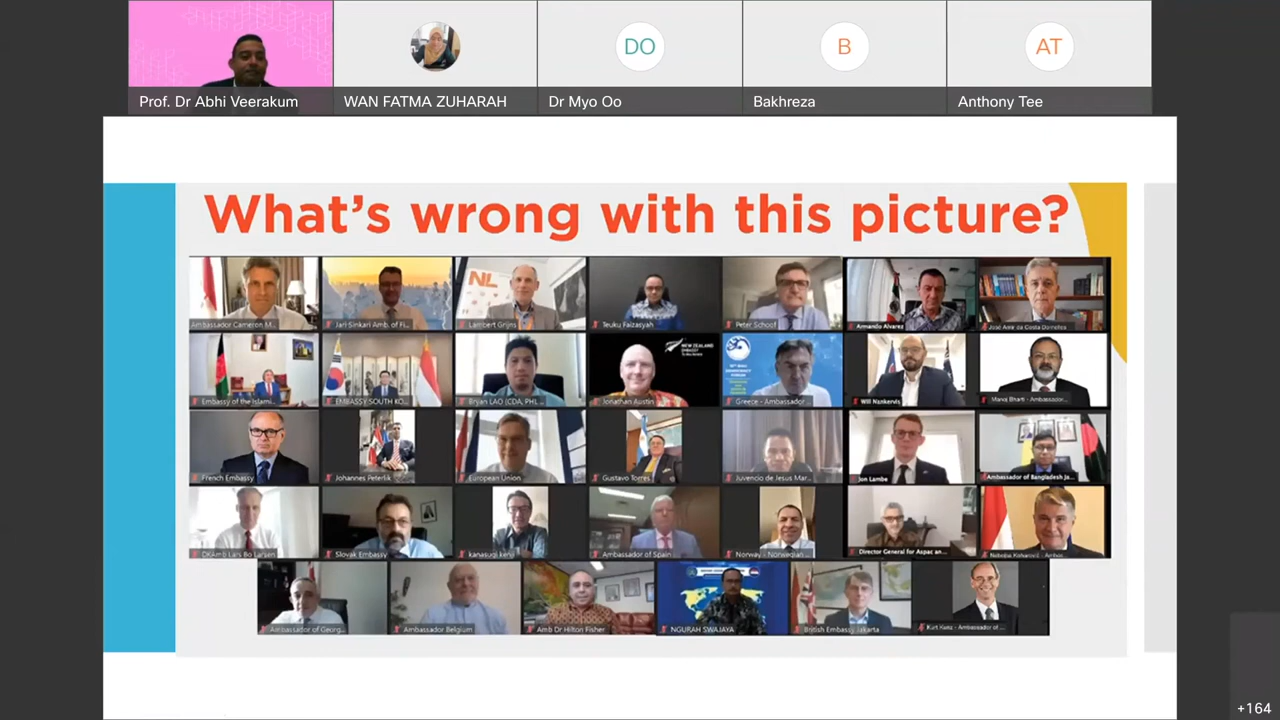 Prof. Dr Abhi Veerakum
WAN FATMA ZUHARAH
DO
Dr Myo Oo
B
Bakhreza
AT
Anthony Tee
What's wrong with this picture?
Ambassador Cameron M...
Jari Sinkari Amb. of Fi...
NL
Lambert Grijns
Teuku Faizasyah
Peter Schoof
Armando Alvarez
José Amir da Costa Dornelles
Embassy of the Islami...
EMBASSY SOUTH KO...
Bryan LAO (CDA, PHL ...
NEW ZEALAND
EMBASSY
Jonathan Austin
Greece - Ambassador ...
Will Nankervis
Manoj Bharti - Ambassador...
French Embassy
Johannes Peterlik
European Union
Gustavo Torres
Juvencio de Jesus Mar...
Jon Lambe
Ambassador of Bangladesh Ja...
DKAmb Lars Bo Larsen
Slovak Embassy
kanasugi kenji
Ambassador of Spain
Norway - Norwegian ...
Director General for Aspac an...
Ambassador of Georg...
Ambassador Belgium
Amb Dr Hilton Fisher
NGURAH SWAJAYA
British Embassy Jakarta
Kurt Kunz - Ambassador of ...
+164